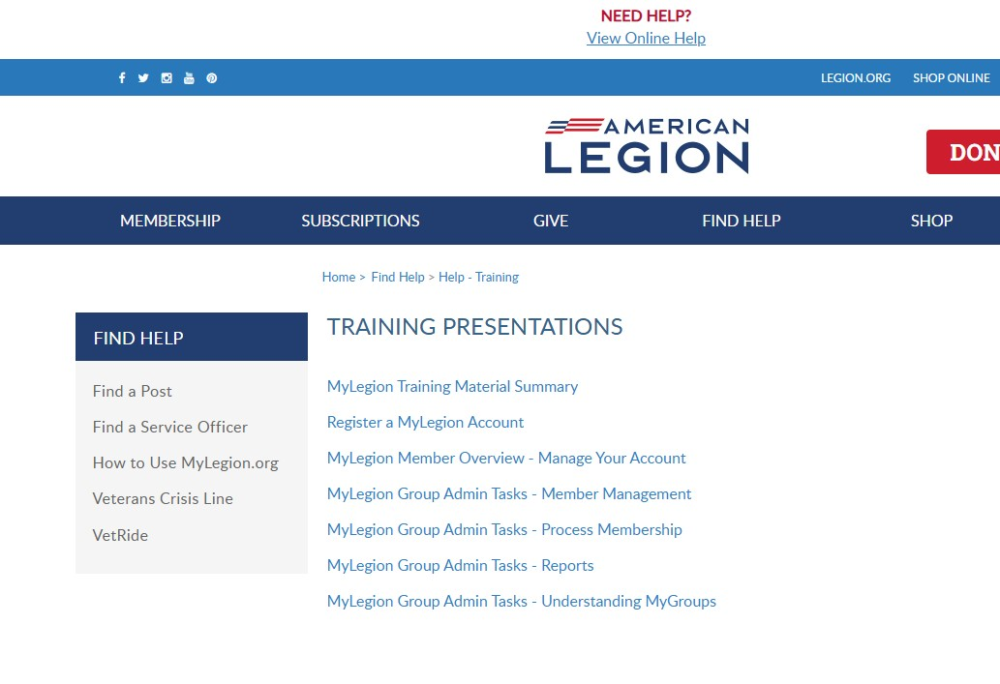 NEED HELP?
View Online Help
LEGION.ORG SHOP ONLINE
AMERICAN
LEGION
DON
MEMBERSHIP SUBSCRIPTIONS GIVE FIND HELP SHOP
Home > Find Help > Help - Training
FIND HELP
Find a Post
Find a Service Officer
How to Use MyLegion.org
Veterans Crisis Line
VetRide
TRAINING PRESENTATIONS
MyLegion Training Material Summary
Register a MyLegion Account
MyLegion Member Overview - Manage Your Account
MyLegion Group Admin Tasks - Member Management
MyLegion Group Admin Tasks - Process Membership
MyLegion Group Admin Tasks - Reports
MyLegion Group Admin Tasks - Understanding MyGroups